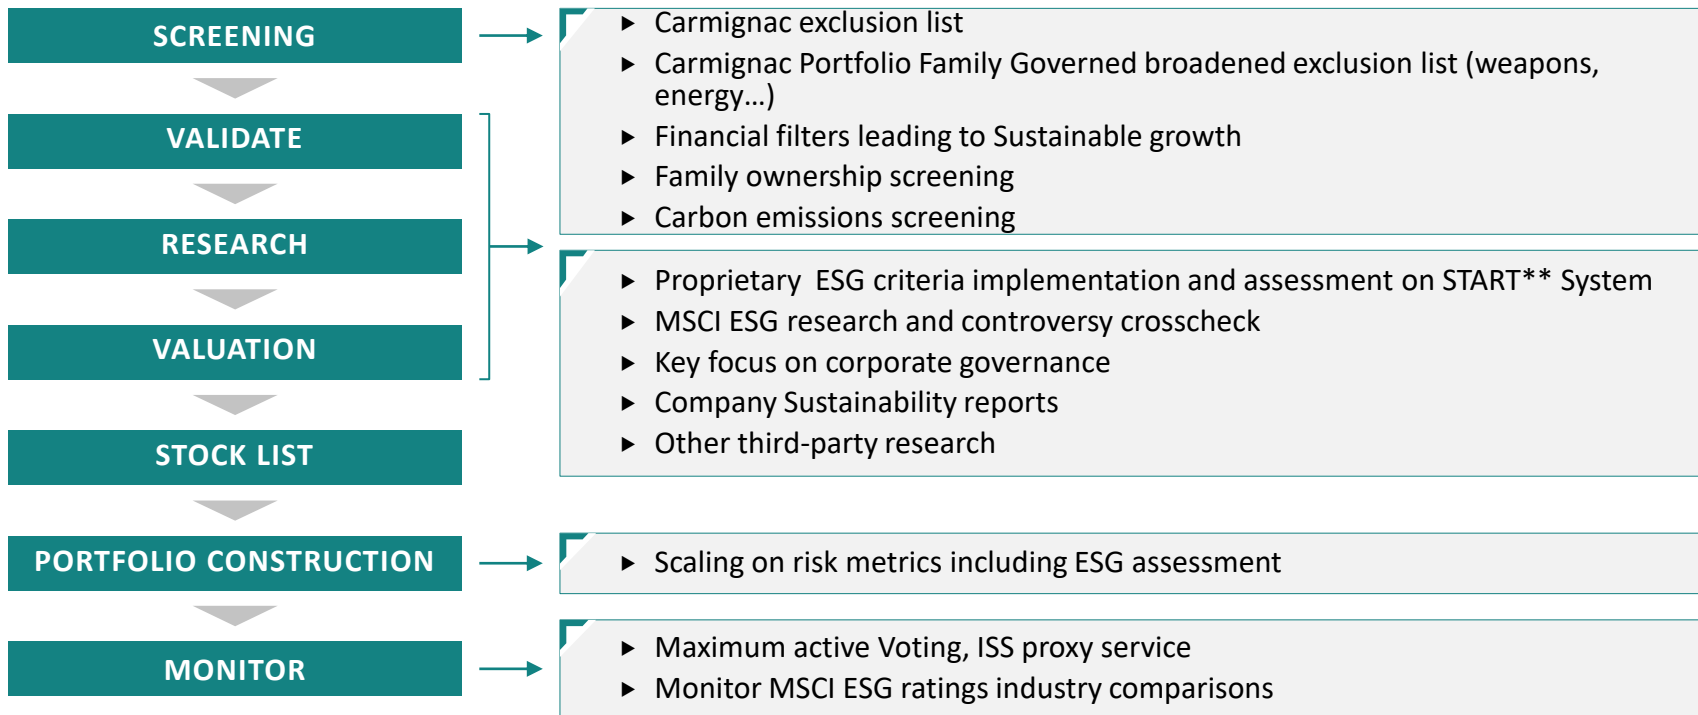 SCREENING
Carmignac exclusion list
Carmignac Portfolio Family Governed broadened exclusion list (weapons,
energy…)
Financial filters leading to Sustainable growth
Family ownership screening
Carbon emissions screening
VALIDATE
RESEARCH
VALUATION
Proprietary ESG criteria implementation and assessment on START** System
MSCI ESG research and controversy crosscheck
Key focus on corporate governance
Company Sustainability reports
Other third-party research
STOCK LIST
PORTFOLIO CONSTRUCTION
Scaling on risk metrics including ESG assessment
MONITOR
Maximum active Voting, ISS proxy service
Monitor MSCI ESG ratings industry comparisons